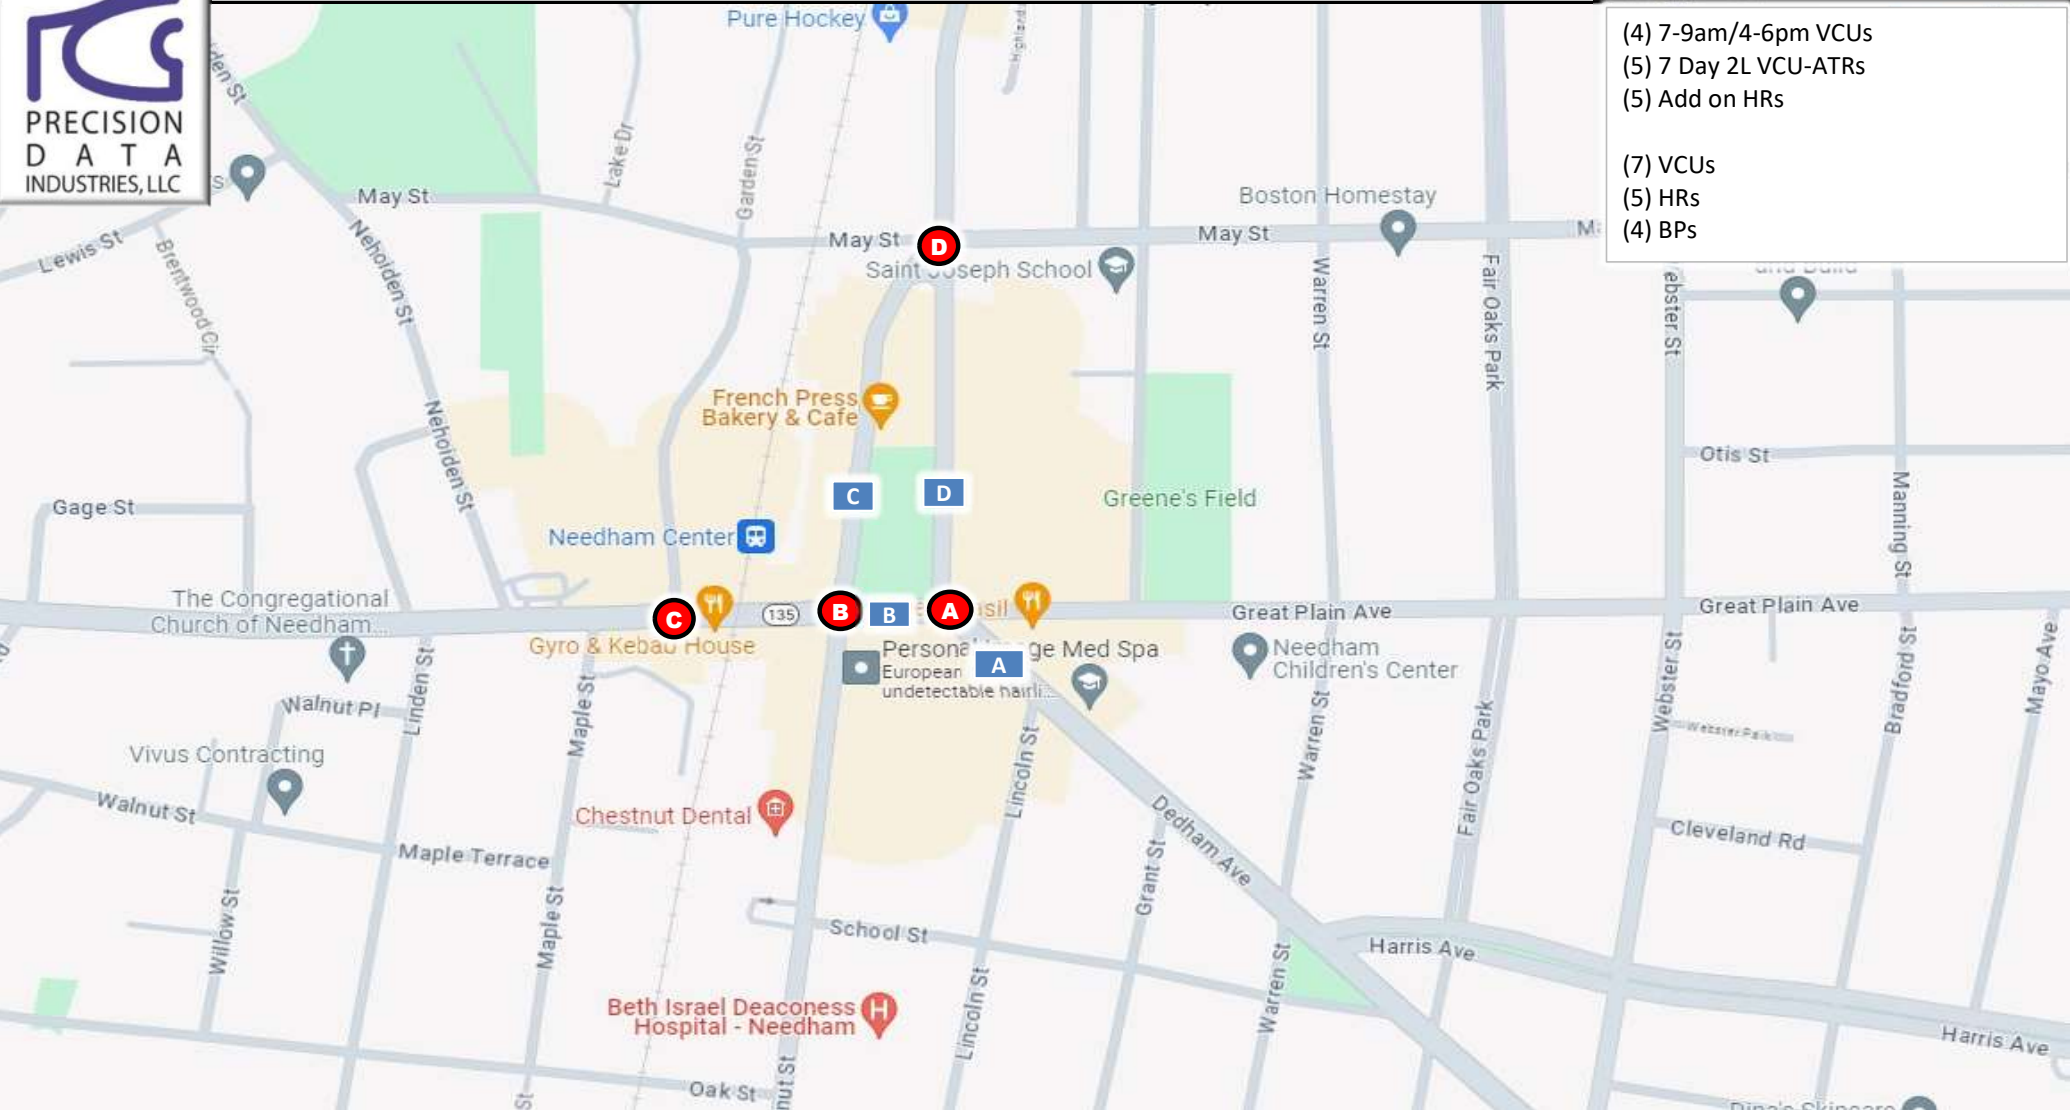 PRECISION
DATA
INDUSTRIES, LLC
(4) 7-9am/4-6pm VCUs
(5) 7 Day 2L VCU-ATRs
(5) Add on HRs
(7) VCUs
(5) HRs
(4) BPs
Pure Hockey
Lake Dr
Garden St
May St
Lewis St
Brentwood Cir
Nehoiden St
May St
D
Saint Joseph School
May St
Boston Homestay
Warren St
Fair Oaks Park
French Press
Bakery & Cafe
Nehoiden St
Gage St
Needham Center
C
D
Greene's Field
Otis St
Manning St
The Congregational
Church of Needham...
C
135
B
B
A
Great Plain Ave
Great Plain Ave
Gyro & Kebab House
A
European
undetectable hairli...
Needham
Children's Center
Walnut Pl
Linden St
Maple St
Vivus Contracting
Walnut St
Chestnut Dental
Lincoln St
Warren St
Fair Oaks Park
Webster St
Webster Park
Bradford St
Mayo Ave
Maple Terrace
Dedham Ave
Grant St
Cleveland Rd
Willow St
Maple St
School St
Harris Ave
Warren St
Lincoln St
Beth Israel Deaconess
Hospital - Needham
Oak St
Harris Ave